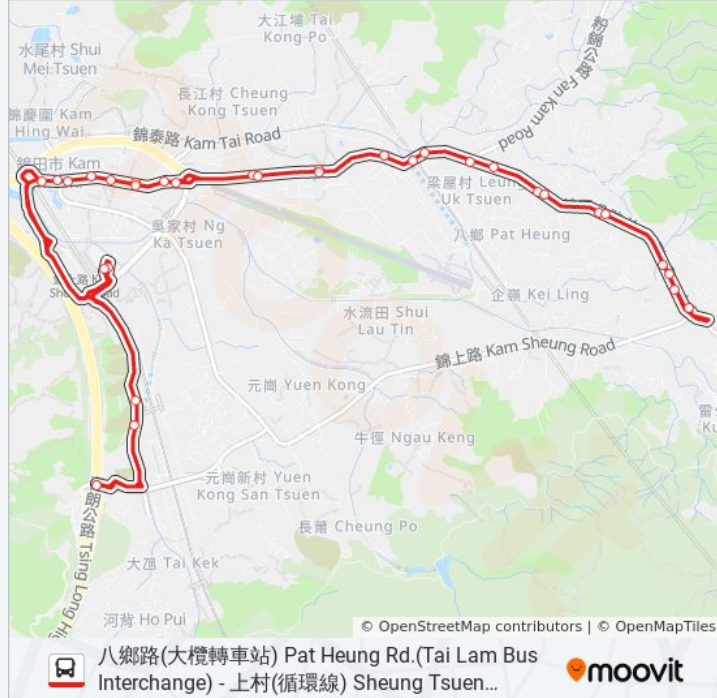 大江埔 Tai
Kong Po
水尾村 Shui
Mei Tsuen
粉錦公路 Fan Kam Road
長江村 Cheung
Kong Tsuen
錦慶圍 Kam
Hing Wai
錦泰路 Kam Tai Road
錦田市 Kam
梁屋村 Leung
Uk Tsuen
吳家村 Ng
Ka Tsuen
八鄉 Pat Heung
企嶺 Kei Ling
水流田 Shui
Lau Tin
錦上路 Kam Sheung Road
元崗 Yuen Kong
牛徑 Ngau Keng
元崗新村 Yuen
Kong San Tsuen
長莆 Cheung Po
朗公路 Tsing Long Hig
大𣲷 Tai Kek
河背 Ho Pui
© OpenStreetMap contributors | © OpenMapTiles
八鄉路(大欖轉車站) Pat Heung Rd.(Tai Lam Bus
Interchange) - 上村(循環線) Sheung Tsuen...
moovit